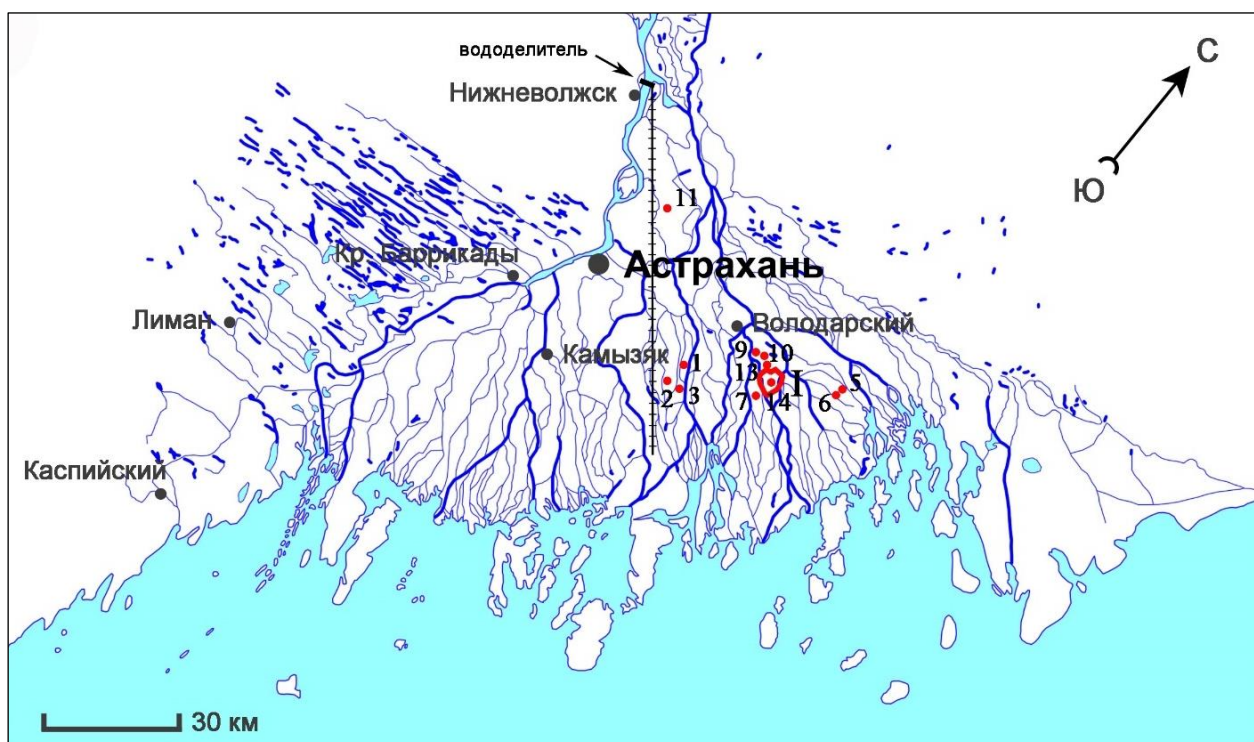 С
вододелитель
Нижневолжск
Ю
11
Кр. Баррикады
Астрахань
Лиман
Володарский
Камызяк
1
9
10
13
I
2
3
7
14
6
5
Каспийский
30 км